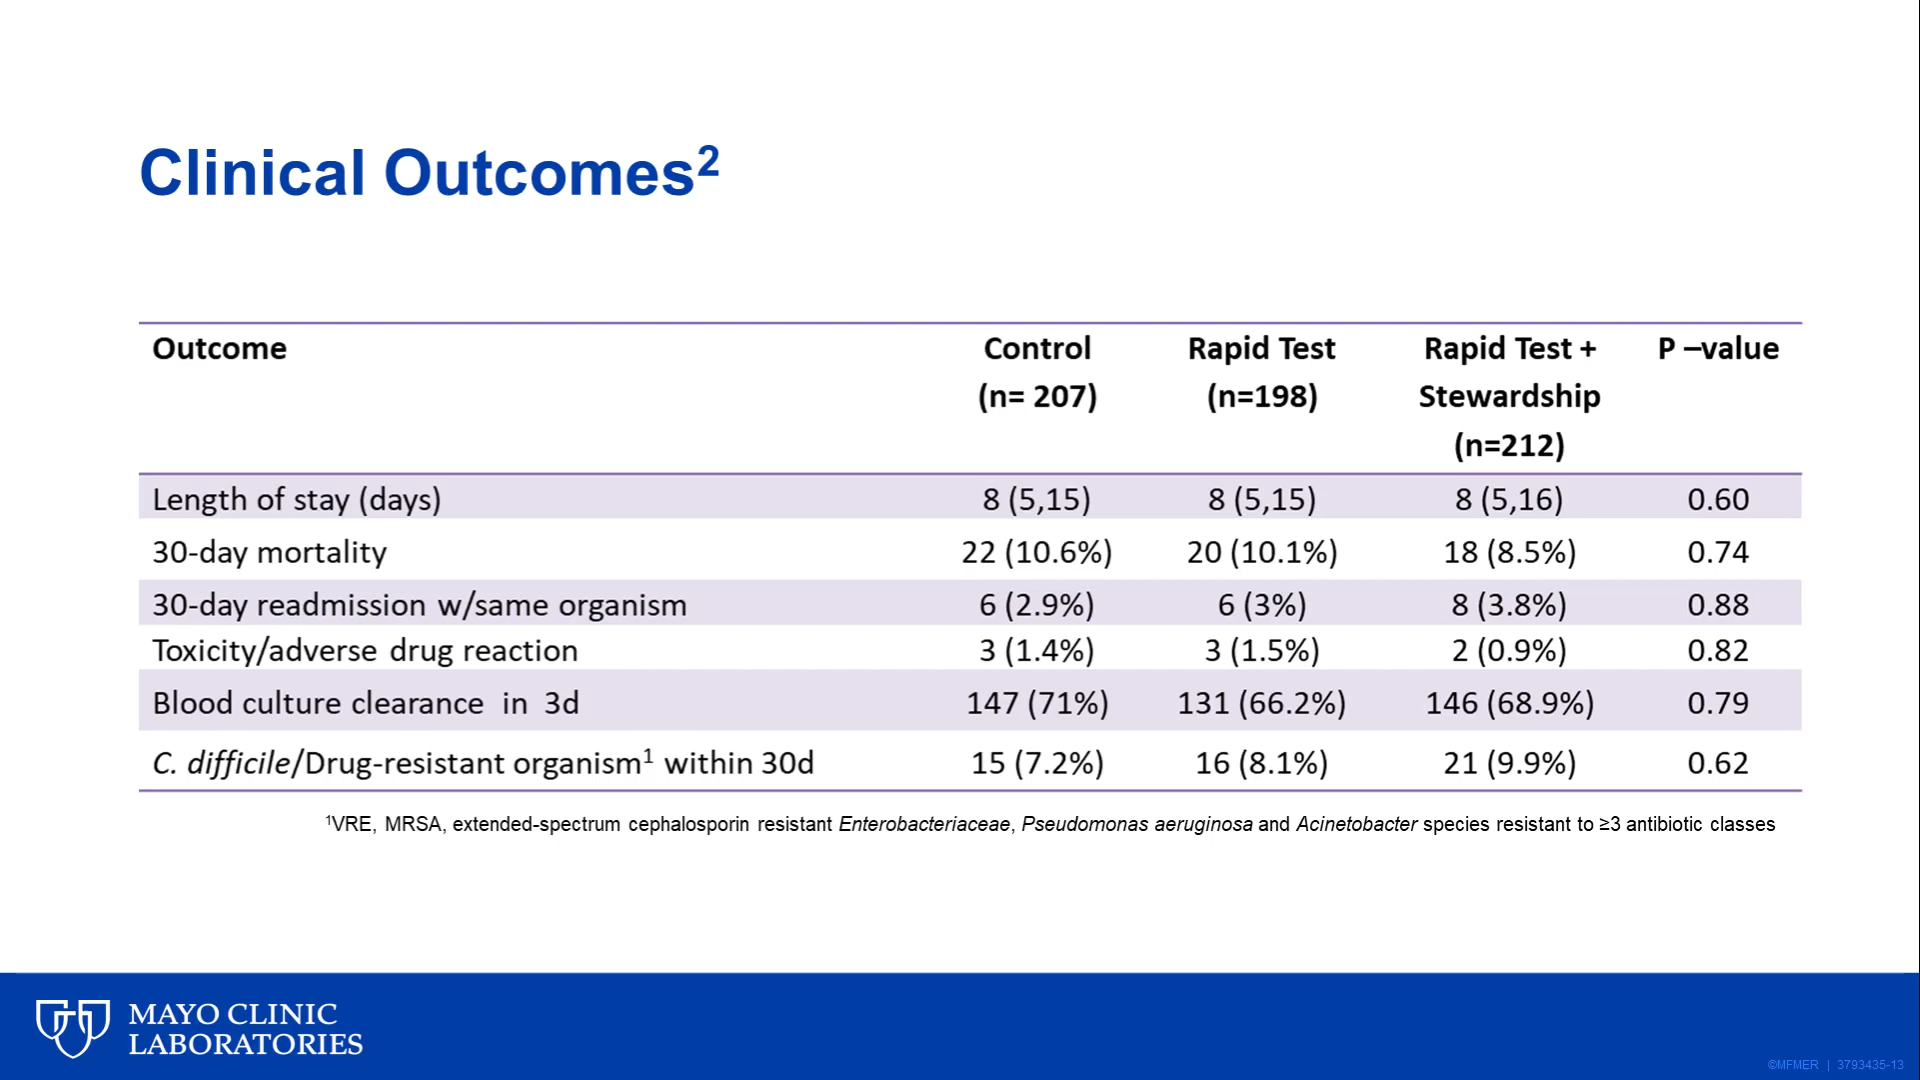 Clinical Outcomes²
Outcome Control Rapid Test Rapid Test + P –value
(n= 207) (n=198) Stewardship
(n=212)
Length of stay (days) 8 (5,15) 8 (5,15) 8 (5,16) 0.60
30-day mortality 22 (10.6%) 20 (10.1%) 18 (8.5%) 0.74
30-day readmission w/same organism 6 (2.9%) 6 (3%) 8 (3.8%) 0.88
Toxicity/adverse drug reaction 3 (1.4%) 3 (1.5%) 2 (0.9%) 0.82
Blood culture clearance in 3d 147 (71%) 131 (66.2%) 146 (68.9%) 0.79
C. difficile/Drug-resistant organism¹ within 30d 15 (7.2%) 16 (8.1%) 21 (9.9%) 0.62
¹VRE, MRSA, extended-spectrum cephalosporin resistant Enterobacteriaceae, Pseudomonas aeruginosa and Acinetobacter species resistant to ≥3 antibiotic classes
MAYO CLINIC
LABORATORIES
©MFMER | 3793435-13